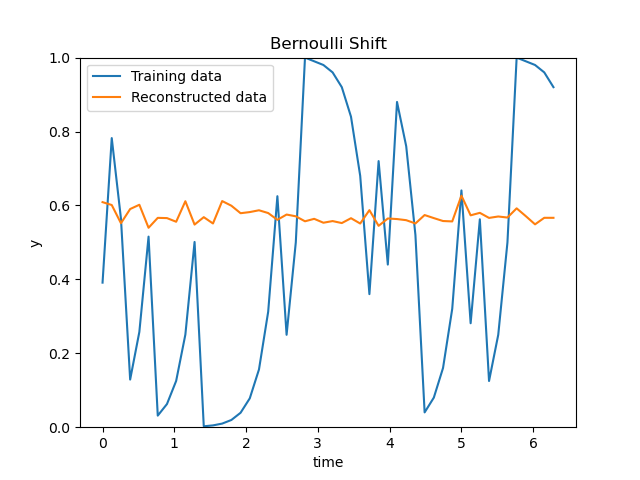 Bernoulli Shift
Training data
Reconstructed data
1.0
0.8
0.6
0.4
0.2
0.0
y
0 1 2 3 4 5 6
time